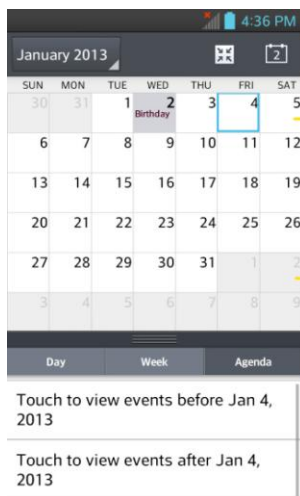 4:36 PM
January 2013 2
SUN MON TUE WED THU FRI SAT
30 31 1 2 3 4 5
Birthday
6 7 8 9 10 11 12
13 14 15 16 17 18 19
20 21 22 23 24 25 26
27 28 29 30 31 1 2
3 4 5 6 7 8 9
Day Week Agenda
Touch to view events before Jan 4,
2013
Touch to view events after Jan 4,
2013